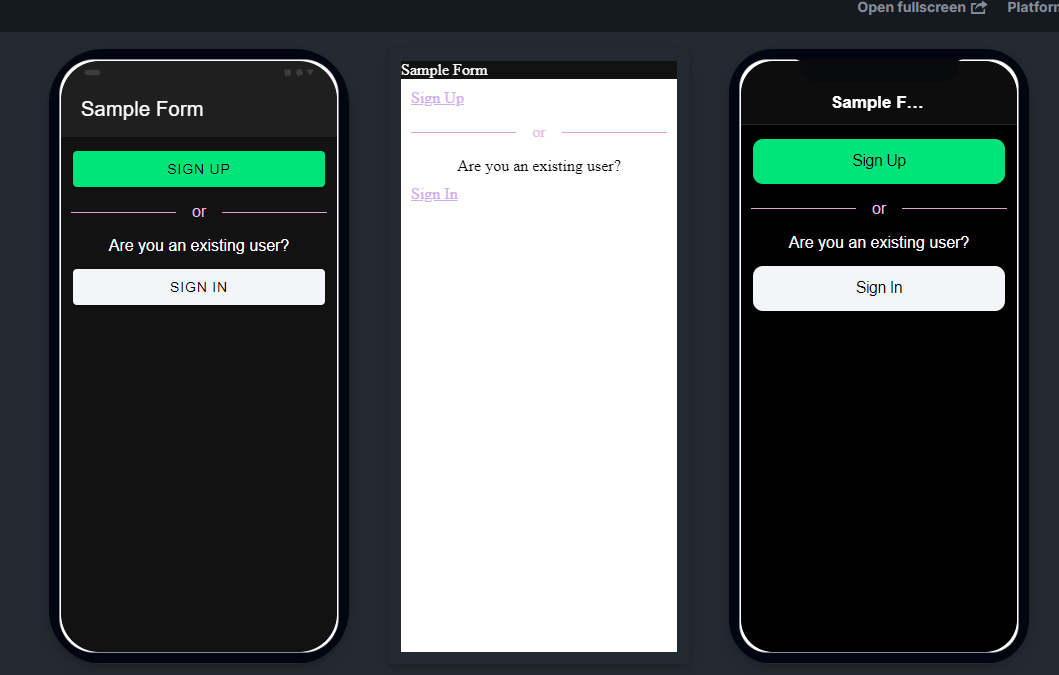 Open fullscreen Platfor
Sample Form
SIGN UP
or
Are you an existing user?
SIGN IN
Sample Form
Sign Up
or
Are you an existing user?
Sign In
Sample F...
Sign Up
or
Are you an existing user?
Sign In